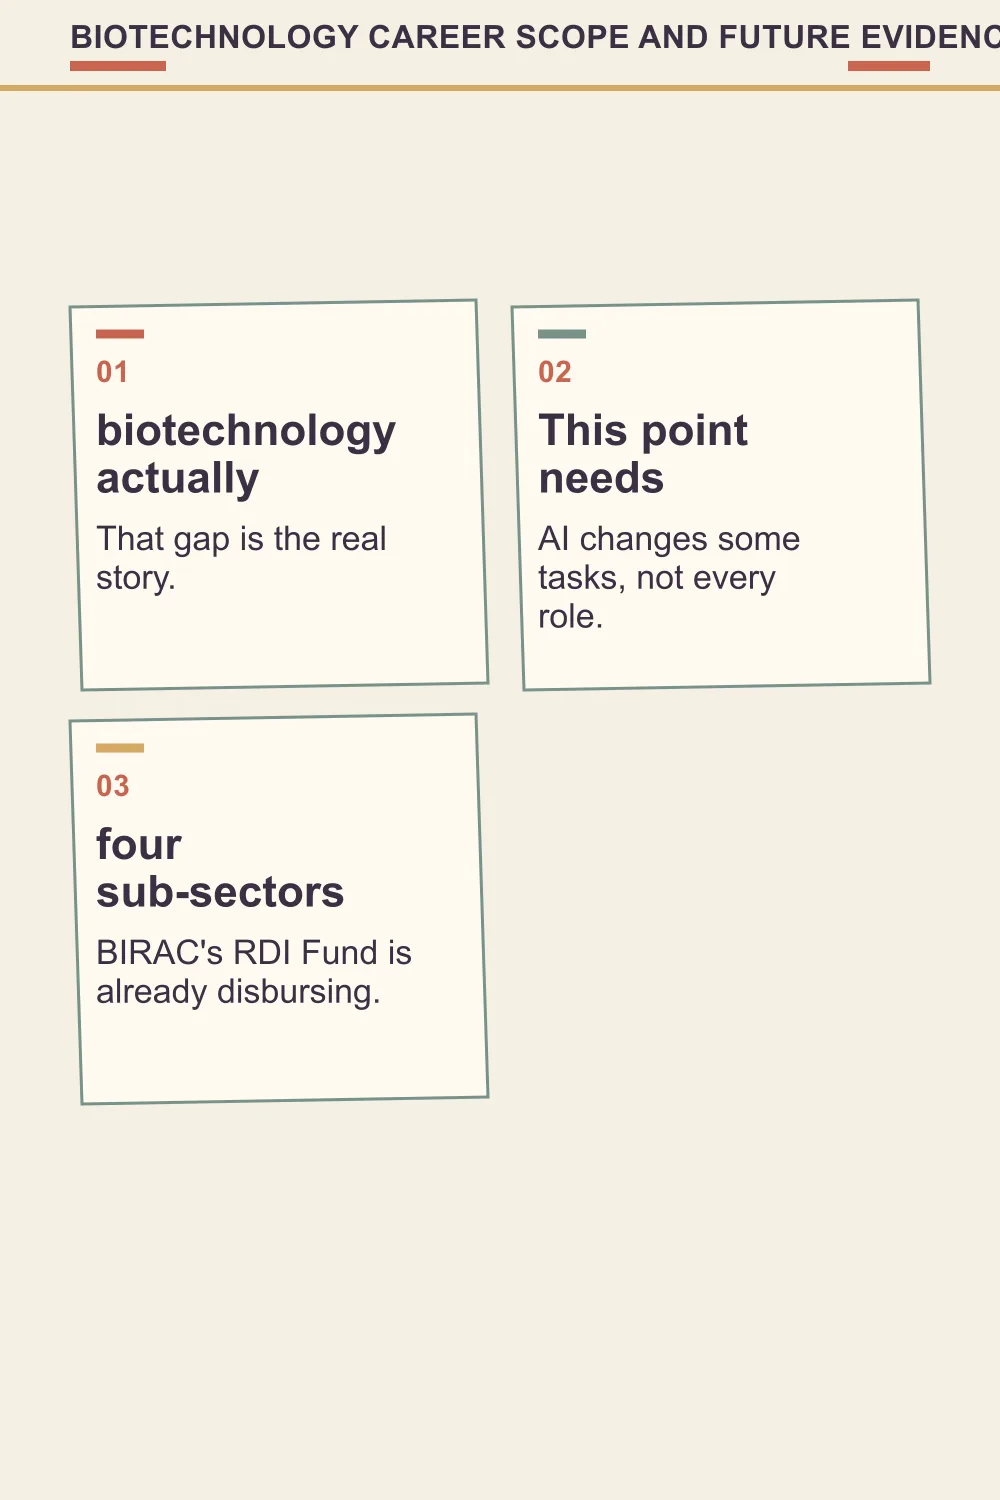 BIOTECHNOLOGY CAREER SCOPE AND FUTURE EVIDENC
01
biotechnology
actually
That gap is the real
story.
02
This point
needs
AI changes some
tasks, not every
role.
03
four
sub-sectors
BIRAC's RDI Fund is
already disbursing.